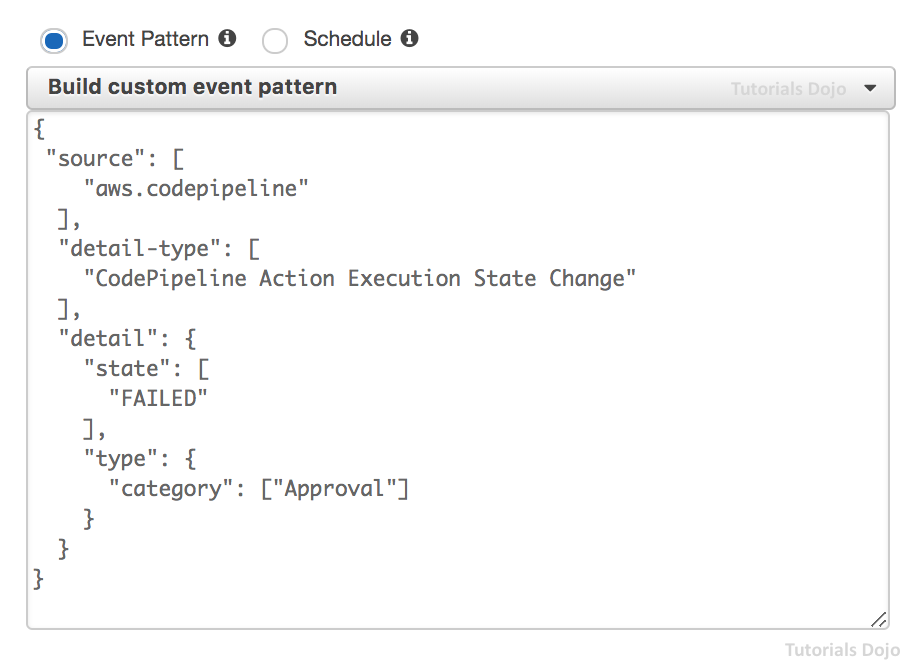 Event Pattern Schedule
Build custom event pattern Tutorials Dojo
{
 "source": [
    "aws.codepipeline"
  ],
  "detail-type": [
    "CodePipeline Action Execution State Change"
  ],
  "detail": {
    "state": [
      "FAILED"
    ],
    "type": {
      "category": ["Approval"]
    }
  }
}
Tutorials Dojo